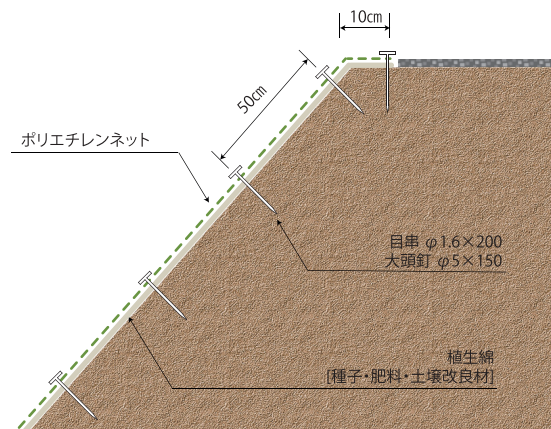 10㎝
50㎝
ポリエチレンネット
目串 φ1.6×200
大頭釘 φ5×150
植生綿
[種子・肥料・土壌改良材]